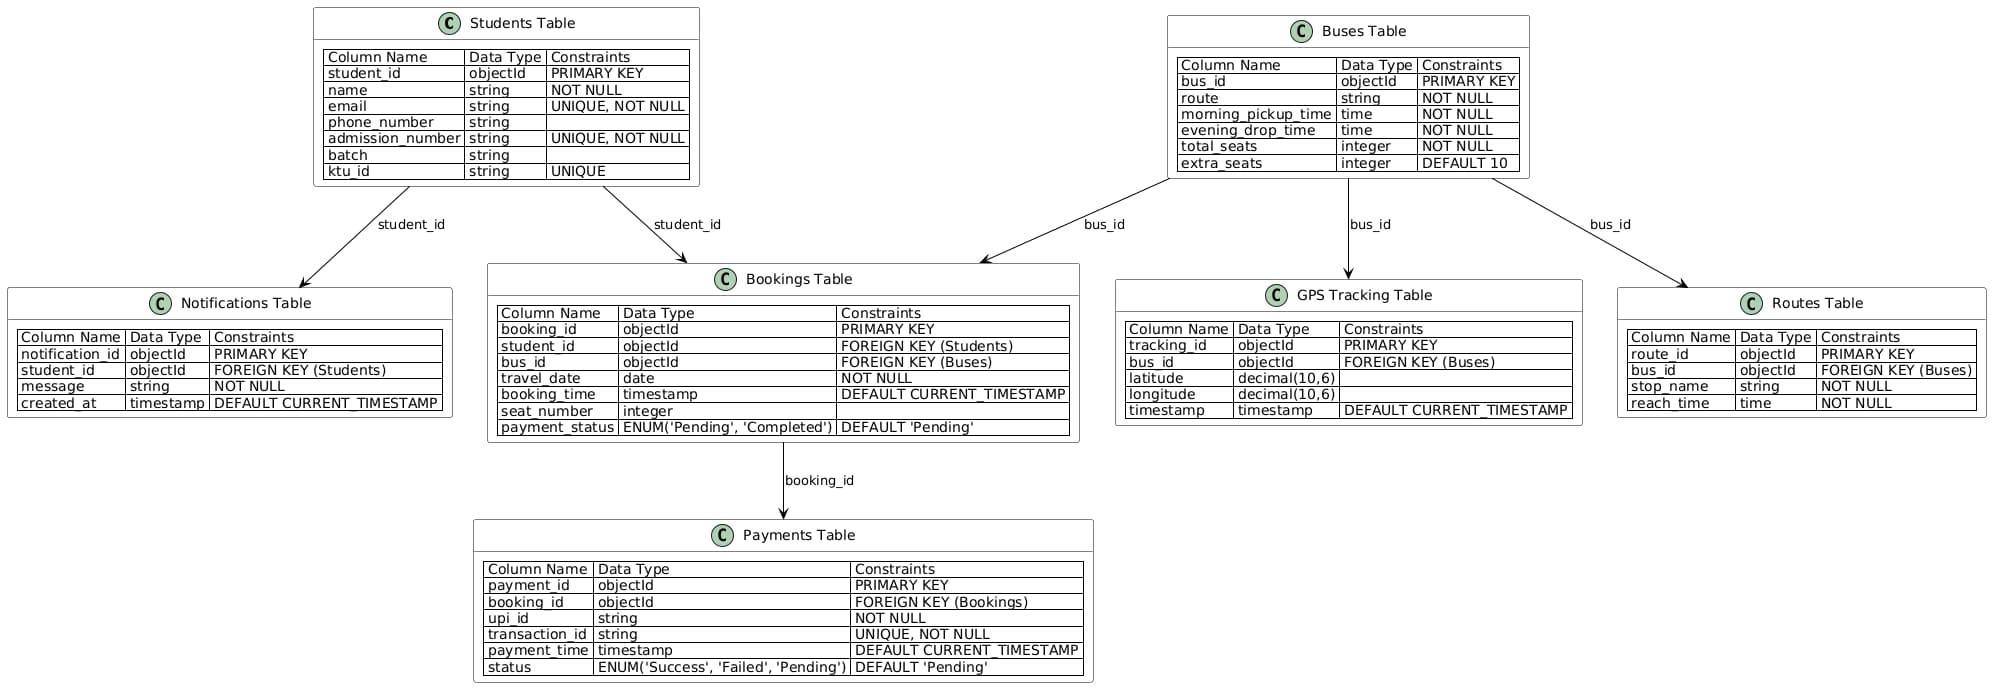 C Students Table
Column Name Data Type Constraints
student_id objectId PRIMARY KEY
name string NOT NULL
email string UNIQUE, NOT NULL
phone_number string
admission_number string UNIQUE, NOT NULL
batch string
ktu_id string UNIQUE
C Buses Table
Column Name Data Type Constraints
bus_id objectId PRIMARY KEY
route string NOT NULL
morning_pickup_time time NOT NULL
evening_drop_time time NOT NULL
total_seats integer NOT NULL
extra_seats integer DEFAULT 10
student_id
student_id
bus_id
bus_id
bus_id
C Notifications Table
Column Name Data Type Constraints
notification_id objectId PRIMARY KEY
student_id objectId FOREIGN KEY (Students)
message string NOT NULL
created_at timestamp DEFAULT CURRENT_TIMESTAMP
C Bookings Table
Column Name Data Type Constraints
booking_id objectId PRIMARY KEY
student_id objectId FOREIGN KEY (Students)
bus_id objectId FOREIGN KEY (Buses)
travel_date date NOT NULL
booking_time timestamp DEFAULT CURRENT_TIMESTAMP
seat_number integer
payment_status ENUM('Pending', 'Completed') DEFAULT 'Pending'
C GPS Tracking Table
Column Name Data Type Constraints
tracking_id objectId PRIMARY KEY
bus_id objectId FOREIGN KEY (Buses)
latitude decimal(10,6)
longitude decimal(10,6)
timestamp timestamp DEFAULT CURRENT_TIMESTAMP
C Routes Table
Column Name Data Type Constraints
route_id objectId PRIMARY KEY
bus_id objectId FOREIGN KEY (Buses)
stop_name string NOT NULL
reach_time time NOT NULL
booking_id
C Payments Table
Column Name Data Type Constraints
payment_id objectId PRIMARY KEY
booking_id objectId FOREIGN KEY (Bookings)
upi_id string NOT NULL
transaction_id string UNIQUE, NOT NULL
payment_time timestamp DEFAULT CURRENT_TIMESTAMP
status ENUM('Success', 'Failed', 'Pending') DEFAULT 'Pending'